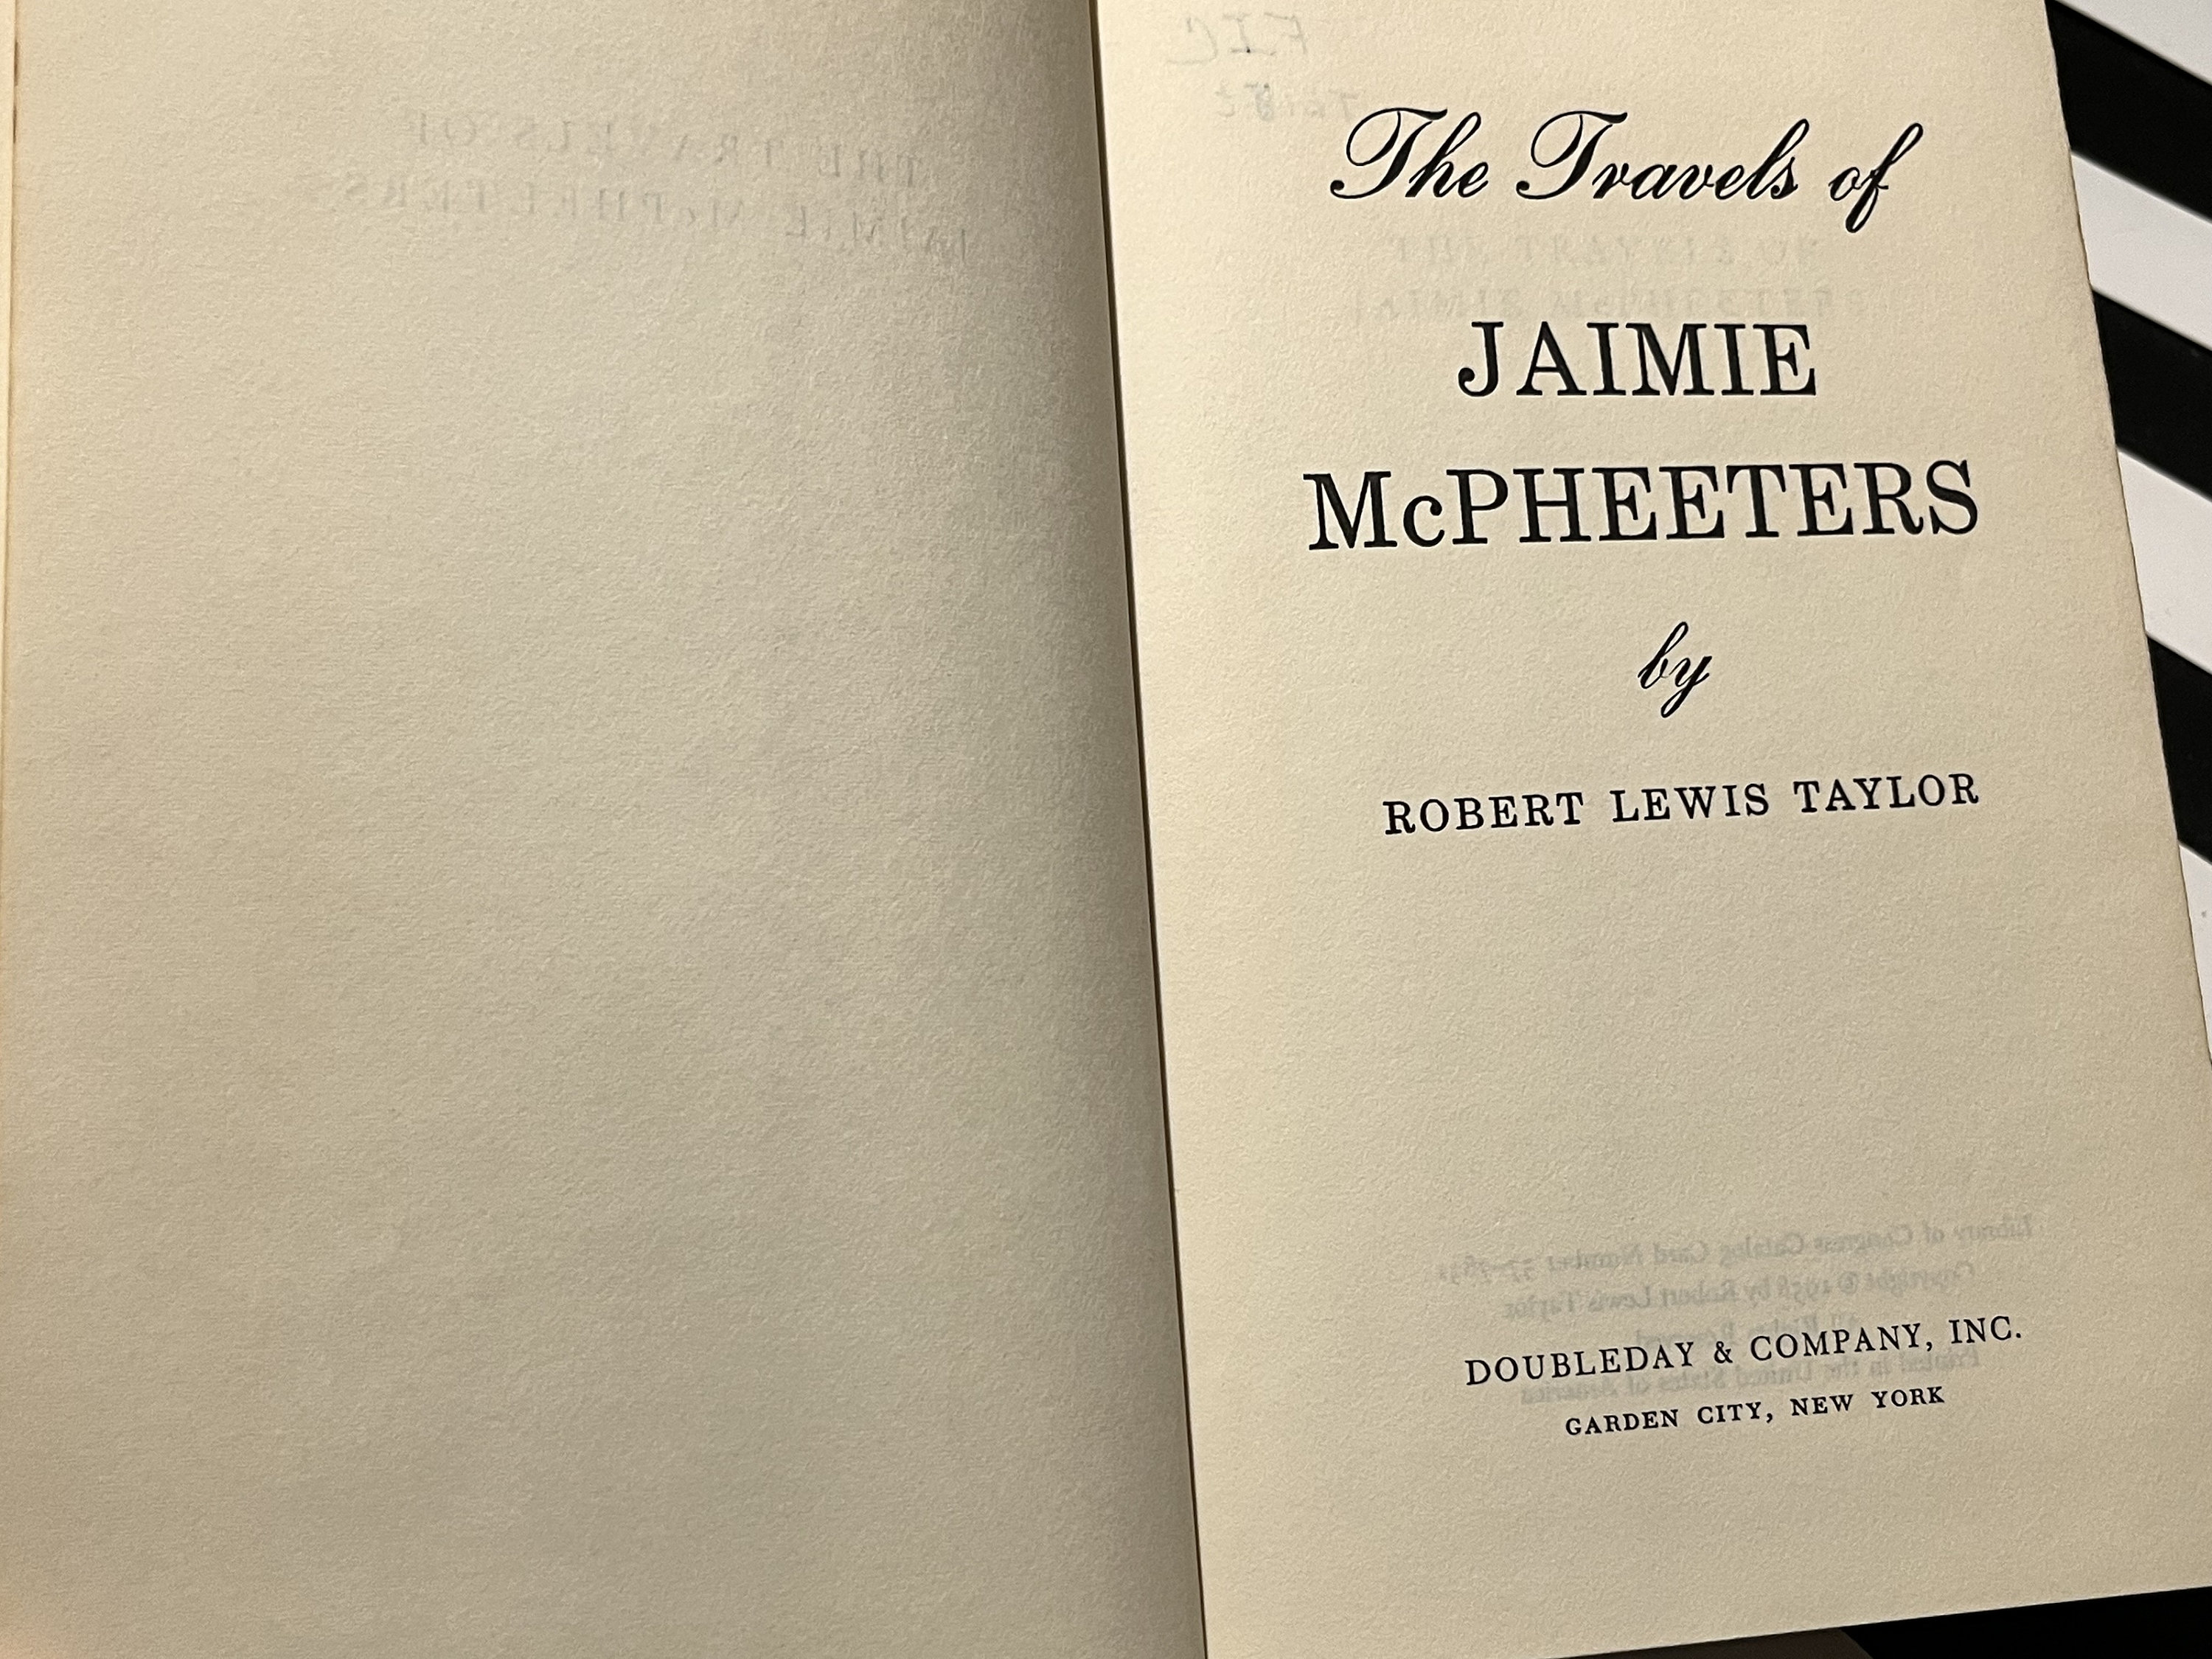 The Travels of
JAIMIE
McPHEETERS
by
ROBERT LEWIS TAYLOR
DOUBLEDAY & COMPANY, INC.
GARDEN CITY, NEW YORK